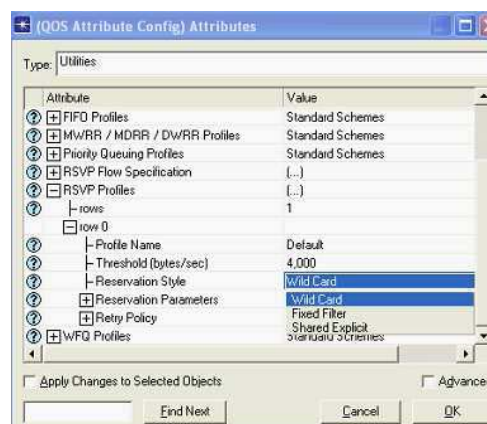 (QOS Attribute Config) Attributes
Type: Utilities
Attribute Value
FIFO Profiles Standard Schemes
MWRR / MDRR / DWRR Profiles Standard Schemes
Priority Queuing Profiles Standard Schemes
RSVP Flow Specification (...)
RSVP Profiles (...)
rows 1
row 0
Profile Name Default
Threshold (bytes/sec) 4,000
Reservation Style Wild Card
Reservation Parameters Wild Card
Fixed Filter
Retry Policy Shared Explicit
WFQ Profiles Standard Schemes
Apply Changes to Selected Objects Advance
Find Next Cancel OK